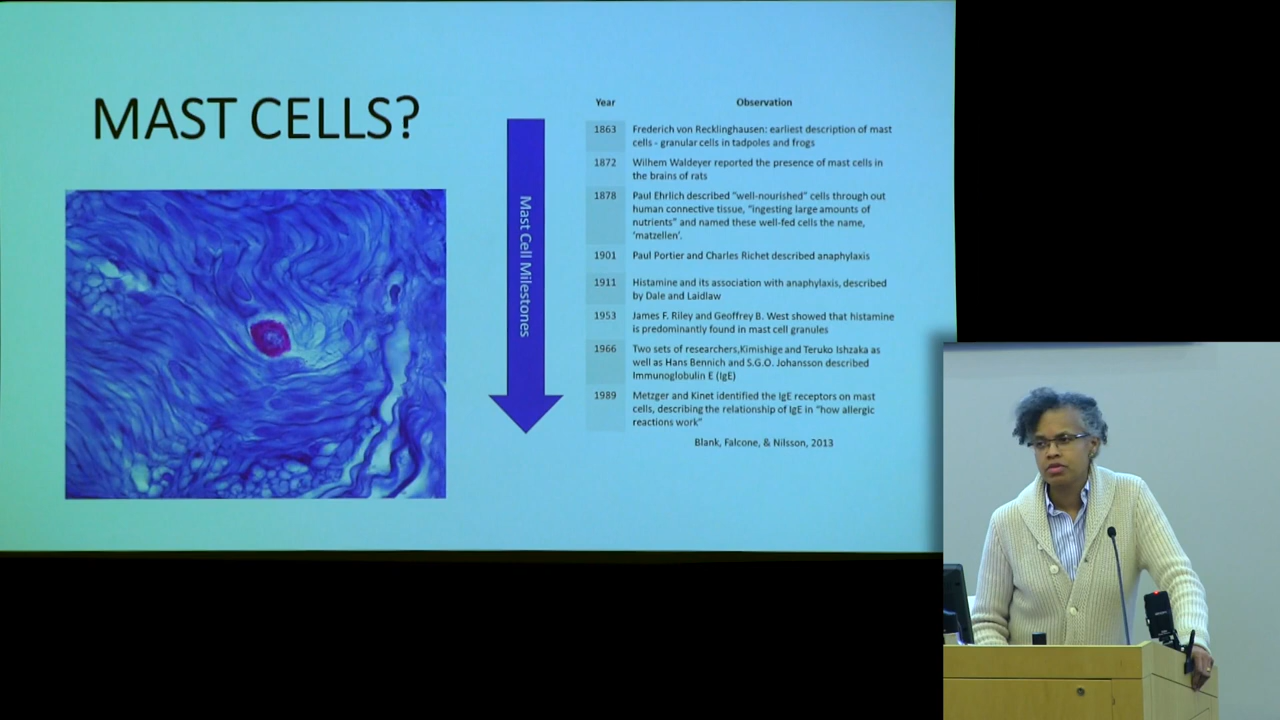 MAST CELLS?
Mast Cell Milestones
Year Observation
1863 Frederich von Recklinghausen: earliest description of mast
cells - granular cells in tadpoles and frogs
1872 Wilhem Waldeyer reported the presence of mast cells in
the brains of rats
1878 Paul Ehrlich described "well-nourished" cells through out
human connective tissue, "ingesting large amounts of
nutrients" and named these well-fed cells the name,
'matzellen'.
1901 Paul Portier and Charles Richet described anaphylaxis
1911 Histamine and its association with anaphylaxis, described
by Dale and Laidlaw
1953 James F. Riley and Geoffrey B. West showed that histamine
is predominantly found in mast cell granules
1966 Two sets of researchers,Kimishige and Teruko Ishzaka as
well as Hans Bennich and S.G.O. Johansson described
Immunoglobulin E (IgE)
1989 Metzger and Kinet identified the IgE receptors on mast
cells, describing the relationship of IgE in "how allergic
reactions work"
Blank, Falcone, & Nilsson, 2013